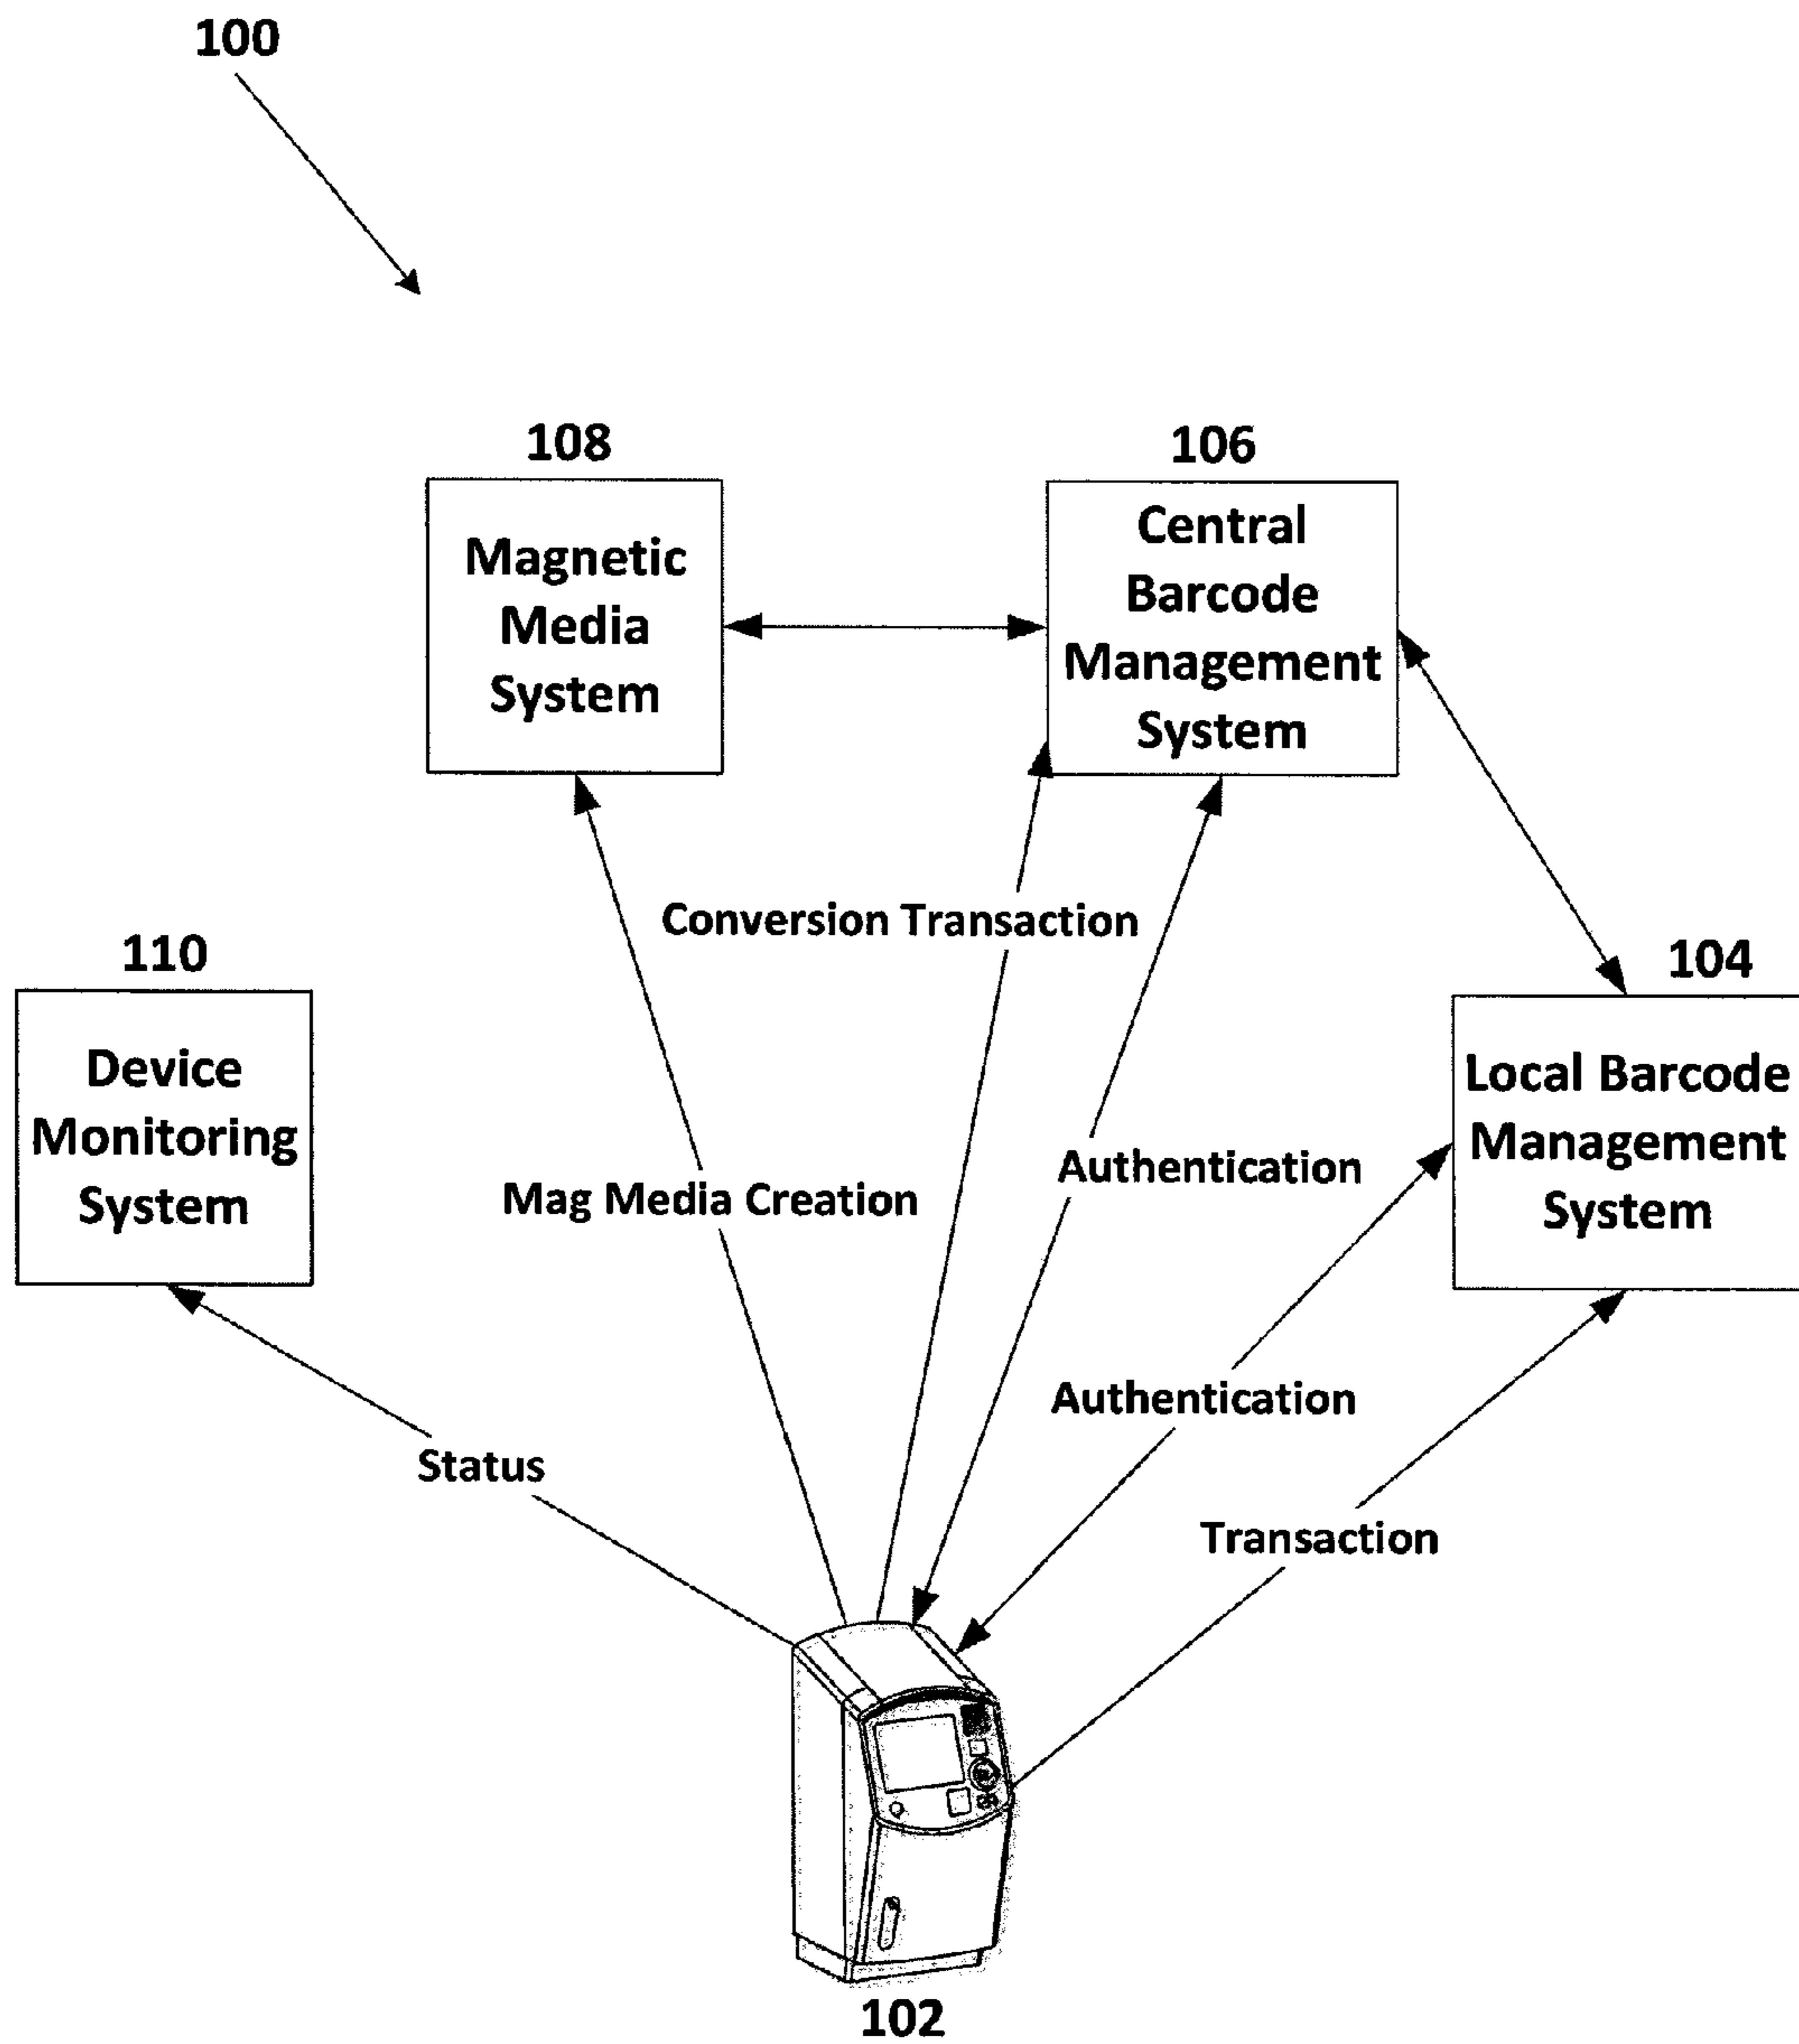 100
108
106
Magnetic
Media
System
Central
Barcode
Management
System
Conversion Transaction
110
104
Device
Monitoring
System
Local Barcode
Management
System
Mag Media Creation
Authentication
Authentication
Status
Transaction
102